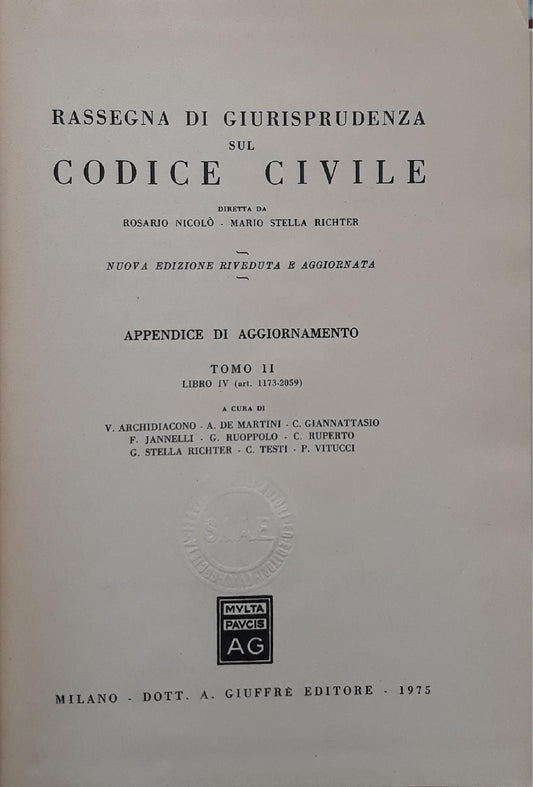 RASSEGNA DI GIURISPRUDENZA
SUL
CODICE CIVILE
DIRETTA DA
ROSARIO NICOLÒ - MARIO STELLA RICHTER
NUOVA EDIZIONE RIVEDUTA E AGGIORNATA
APPENDICE DI AGGIORNAMENTO
TOMO II
LIBRO IV (art. 1173-2059)
A CURA DI
V. ARCHIDIACONO - A. DE MARTINI - C. GIANNATTASIO
F. JANNELLI - G. RUOPPOLO - C. RUPERTO
G. STELLA RICHTER - C. TESTI - P. VITUCCI
S.I.A.E
MVLTA
PAVCIS
AG
MILANO - DOTT. A. GIUFFRÈ EDITORE - 1975